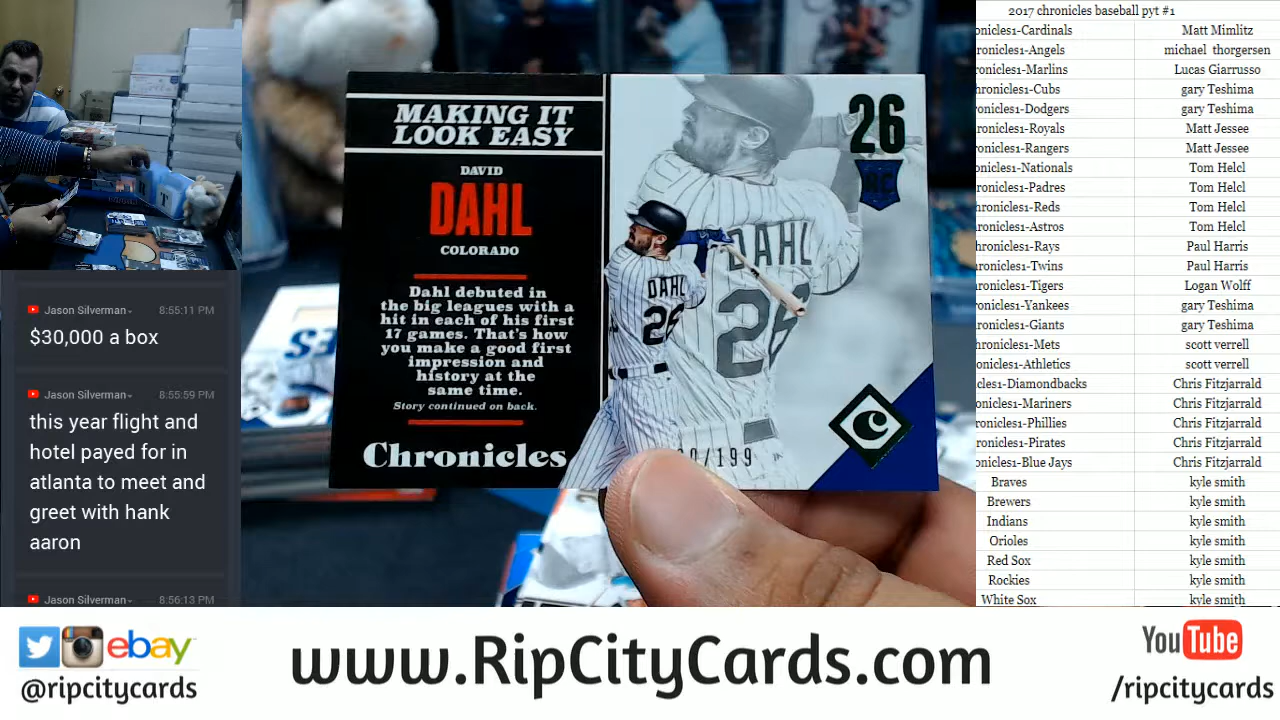 Jason Silverman 8:55:11 PM
$30,000 a box
Jason Silverman 8:55:59 PM
this year flight and
hotel payed for in
atlanta to meet and
greet with hank
aaron
Jason Silverman 8:56:13 PM
MAKING IT
LOOK EASY
DAVID
DAHL
COLORADO
Dahl debuted in
the big leagues with a
hit in each of his first
17 games. That's how
you make a good first
impression and
history at the
same time.
Story continued on back.
Chronicles
26
RC
DAHL
26
DAHL
26
C
/199
2017 chronicles baseball pyt #1
onicles1-Cardinals Matt Mimlitz
ronicles1-Angels michael thorgersen
ronicles1-Marlins Lucas Giarrusso
hronicles1-Cubs gary Teshima
ronicles1-Dodgers gary Teshima
ronicles1-Royals Matt Jessee
ronicles1-Rangers Matt Jessee
onicles1-Nationals Tom Helcl
ronicles1-Padres Tom Helcl
hronicles1-Reds Tom Helcl
ronicles1-Astros Tom Helcl
hronicles1-Rays Paul Harris
ronicles1-Twins Paul Harris
hronicles1-Tigers Logan Wolff
onicles1-Yankees gary Teshima
ronicles1-Giants gary Teshima
hronicles1-Mets scott verrell
onicles1-Athletics scott verrell
cles1-Diamondbacks Chris Fitzjarrald
onicles1-Mariners Chris Fitzjarrald
ronicles1-Phillies Chris Fitzjarrald
ronicles1-Pirates Chris Fitzjarrald
onicles1-Blue Jays Chris Fitzjarrald
Braves kyle smith
Brewers kyle smith
Indians kyle smith
Orioles kyle smith
Red Sox kyle smith
Rockies kyle smith
White Sox kyle smith
ebay
@ripcitycards
www.RipCityCards.com
YouTube
/ripcitycards